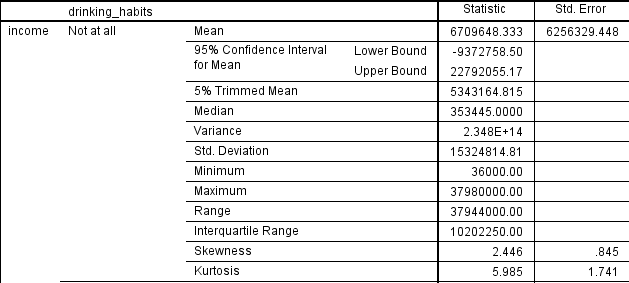 drinking_habits Statistic Std. Error
income Not at all Mean 6709648.333 6256329.448
95% Confidence Interval for Mean Lower Bound -9372758.50
Upper Bound 22792055.17
5% Trimmed Mean 5343164.815
Median 353445.0000
Variance 2.348E+14
Std. Deviation 15324814.81
Minimum 36000.00
Maximum 37980000.00
Range 37944000.00
Interquartile Range 10202250.00
Skewness 2.446 .845
Kurtosis 5.985 1.741